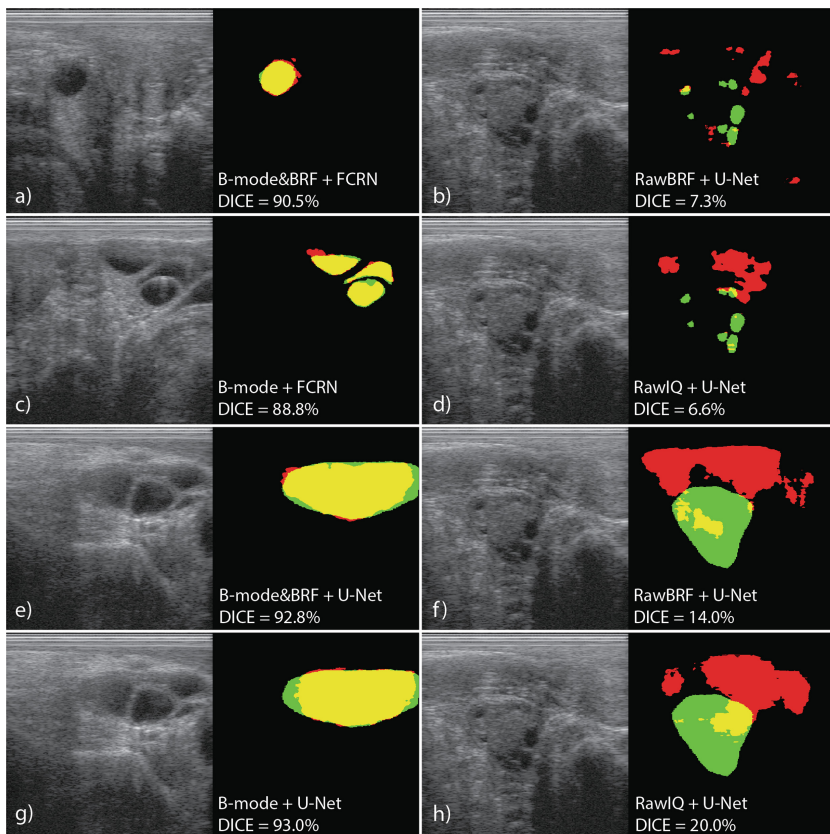 a)
B-mode&BRF + FCRN
DICE = 90.5%
b)
RawBRF + U-Net
DICE = 7.3%
c)
B-mode + FCRN
DICE = 88.8%
d)
RawIQ + U-Net
DICE = 6.6%
e)
B-mode&BRF + U-Net
DICE = 92.8%
f)
RawBRF + U-Net
DICE = 14.0%
g)
B-mode + U-Net
DICE = 93.0%
h)
RawIQ + U-Net
DICE = 20.0%